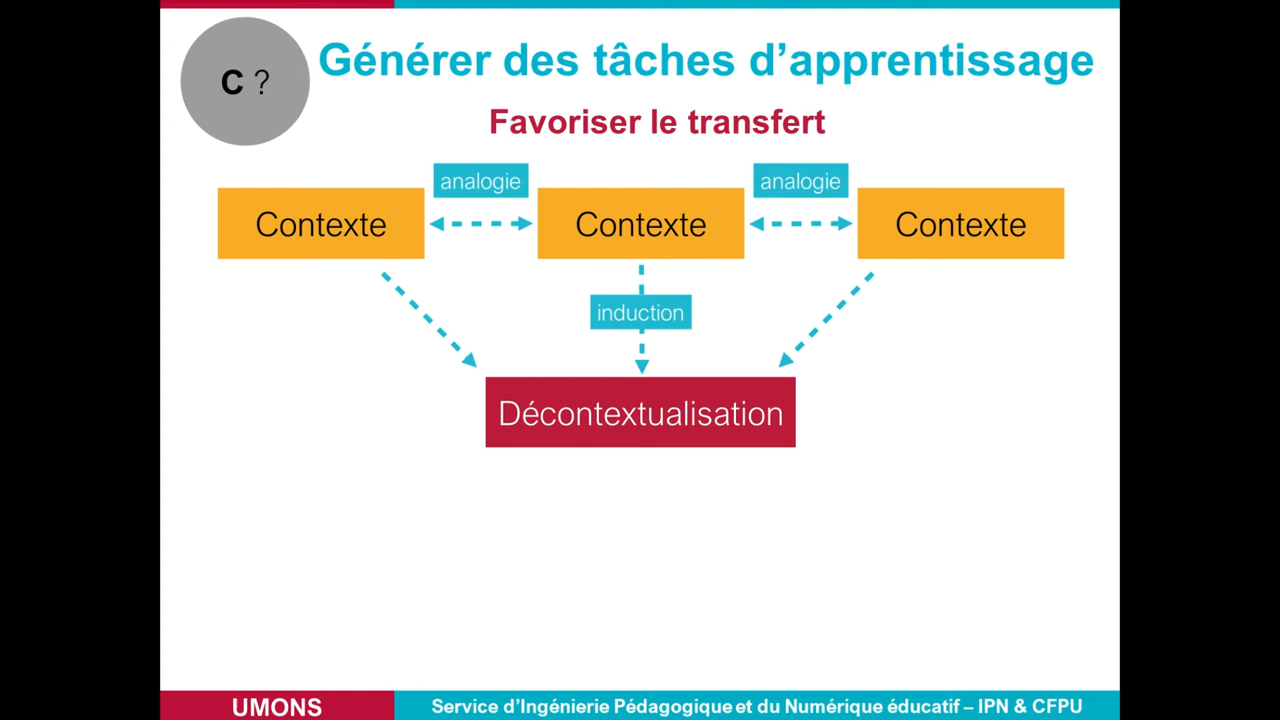 C ?
Générer des tâches d’apprentissage
Favoriser le transfert
analogie
analogie
Contexte
Contexte
Contexte
induction
Décontextualisation
UMONS
Service d’Ingénierie Pédagogique et du Numérique éducatif – IPN & CFPU